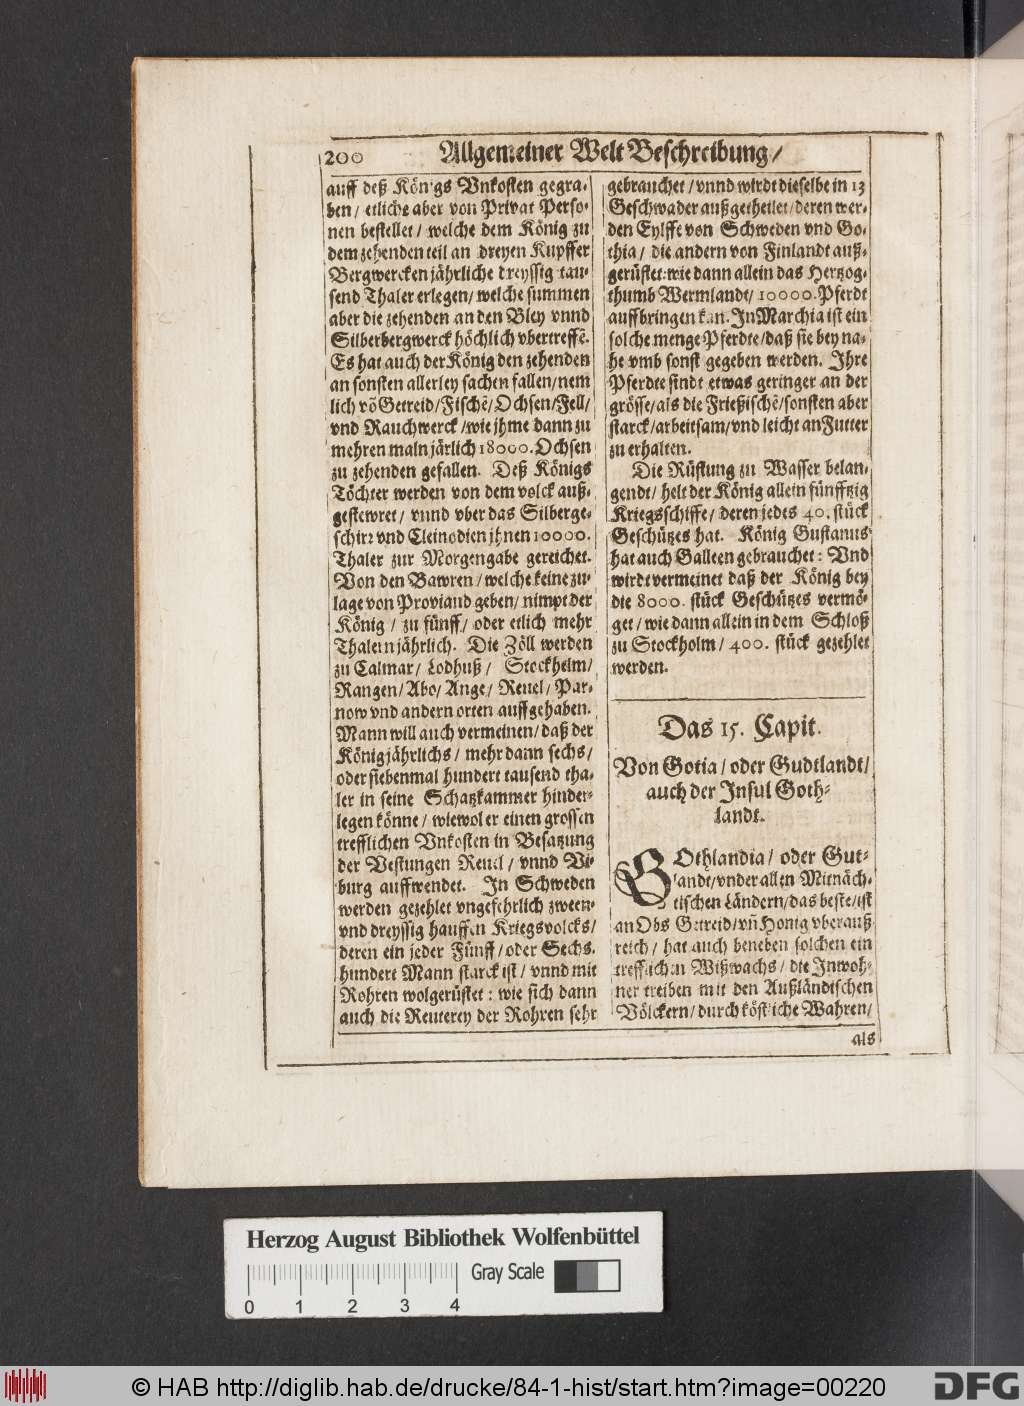 200
Allgemeiner Welt Beschreibung/
auff deß Königs Vnkosten gegra-
ben/ etliche aber von Privat Perso-
nen bestellet/ welche dem König zu
dem zehenden teil an dreyen Kupffer
Bergwercken jährliche dreyssig tau-
send Thaler erlegen/ welche summen
aber die zehenden an den Bley vnnd
Silberbergwerck höchlich vbertreffẽ.
Es hat auch der König den zehenden
an sonsten allerley sachen fallen/nem
lich võ Getreid/Fischẽ/Ochsen/Fell/
vnd Rauchwerck/wie jhme dann zu
mehren maln järlich 18000. Ochsen
zu zehenden gefallen. Deß Königs
Töchter werden von dem volck auß-
gestewret/ vnnd vber das Silberge-
schirr vnd Cleinodien jhnen 10000.
Thaler zur Morgengabe gereichet.
Von den Bawren/welche keine zu-
lage von Proviand geben/ nimpt der
König/ zu fünff/ oder etlich mehr
Thalern jährlich. Die Zöll werden
zu Calmar/ Lodhuß/ Stockhelm/
Rangen/Abo/Ange/ Reuel/ Par-
now vnd andern orten auffgehaben.
Mann will auch vermeinen/daß der
König jährlichs/ mehr dann sechs/
oder siebenmal hundert tausend tha-
ler in seine Schatzkammer hinder-
legen könne/ wiewol er einen grossen
trefflichen Vnkosten in Besatzung
der Vestungen Reuel/ vnnd Wi
burg auffwendet. In Schweden
werden gezehlet vngefehrlich zween-
vnd dreyssig hauffen Kriegsvolcks/
deren ein jeder Fünff/oder Sechs.
hundert Mann starck ist/ vnnd mit
Rohren wolgerüstet: wie sich dann
auch die Reuterey der Rohren sehr
gebrauchet/vnnd wirdt dieselbe in 13
Geschwader außgetheilet/deren wer-
den Eylffe von Schweden vnd Go-
thia/ die andern von Finlandt auß-
gerüstet: wie dann allein das Hertzog-
thumb Wermlandt/ 10000. Pferdt
auffbringen kan. In Marchia ist ein
solche menge Pferdte/daß sie bey na-
he vmb sonst gegeben werden. Ihre
Pferdte sindt etwas geringer an der
grösse/als die Frießischẽ/sonsten aber
starck/arbeitsam/vnd leicht an Futter
zu erhalten.
Die Rüstung zu Wasser belan-
gendt/ helt der König allein fünfftzig
Kriegsschiffe/ deren jedes 40. stück
Geschützes hat. König Gustanus
hat auch Galleen gebrauchet: Vnd
wirdt vermeinet daß der König bey
die 8000. stück Geschützes vermö-
get/ wie dann allein in dem Schloß
zu Stockholm/ 400. stück gezehlet
werden.
Das 15. Capit.
Von Gotia/ oder Gudtlandt/
auch der Insul Goth-
landt.
GOthlandia/ oder Gut-
landt/vnder allen Mitnäch-
tischen Ländern/das beste/ist
an Obs Getreid/vñ Honig vberauß
reich/ hat auch beneben solchen ein
trefflichen Wißwachs/ die Inwoh-
ner treiben mit den Außländischen
Völckern/durch köstliche Wahren/
als
Herzog August Bibliothek Wolfenbüttel
Gray Scale
0 1 2 3 4
© HAB http://diglib.hab.de/drucke/84-1-hist/start.htm?image=00220
DFG